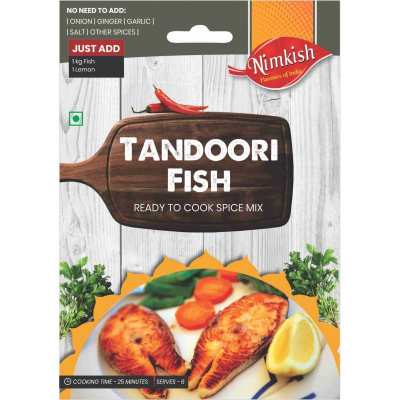 NO NEED TO ADD:
| ONION | GINGER | GARLIC |
| SALT | OTHER SPICES |
JUST ADD
1 kg Fish
1 Lemon
Nimkish
Flavours of India
TANDOORI
FISH
READY TO COOK SPICE MIX
COOKING TIME - 25 MINUTES
SERVES - 6